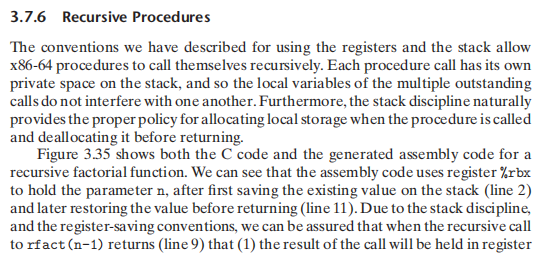 3.7.6 Recursive Procedures
The conventions we have described for using the registers and the stack allow
x86-64 procedures to call themselves recursively. Each procedure call has its own
private space on the stack, and so the local variables of the multiple outstanding
calls do not interfere with one another. Furthermore, the stack discipline naturally
provides the proper policy for allocating local storage when the procedure is called
and deallocating it before returning.
Figure 3.35 shows both the C code and the generated assembly code for a
recursive factorial function. We can see that the assembly code uses register %rbx
to hold the parameter n, after first saving the existing value on the stack (line 2)
and later restoring the value before returning (line 11). Due to the stack discipline,
and the register-saving conventions, we can be assured that when the recursive call
to rfact(n-1) returns (line 9) that (1) the result of the call will be held in register